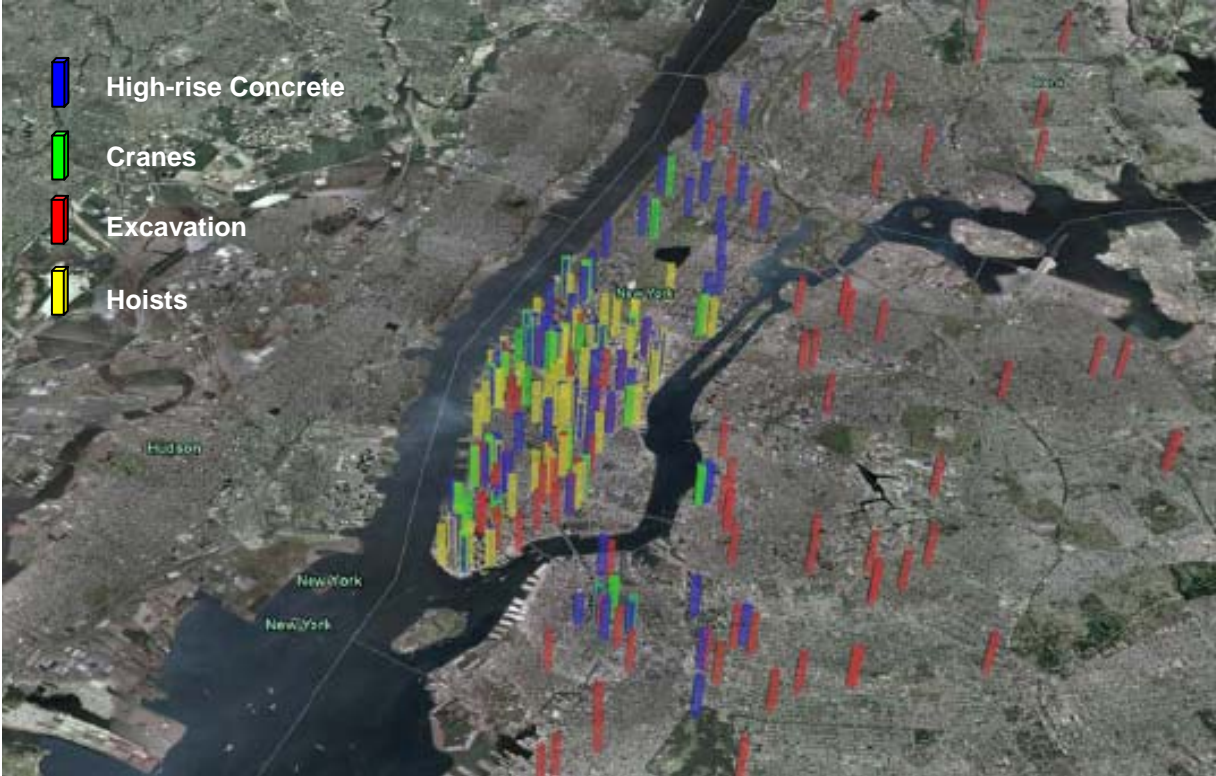 High-rise Concrete
Cranes
Excavation
Hoists
New York
Hudson
New York
New York